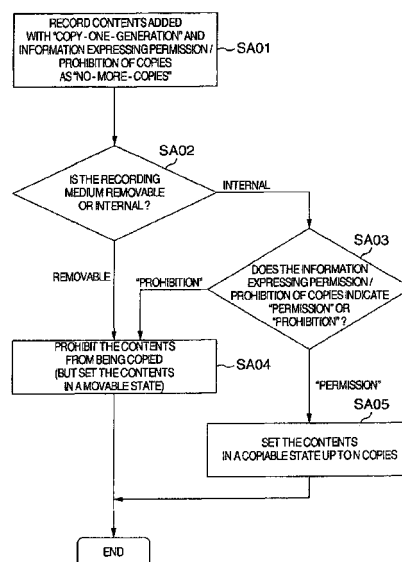 RECORD CONTENTS ADDED
WITH "COPY-ONE-GENERATION" AND
INFORMATION EXPRESSING PERMISSION /
PROHIBITION OF COPIES
AS "NO-MORE-COPIES"
SA01
SA02
IS THE RECORDING
MEDIUM REMOVABLE
OR INTERNAL ?
INTERNAL
SA03
REMOVABLE
"PROHIBITION"
DOES THE INFORMATION
EXPRESSING PERMISSION /
PROHIBITION OF COPIES INDICATE
"PERMISSION" OR
"PROHIBITION" ?
PROHIBIT THE CONTENTS
FROM BEING COPIED
(BUT SET THE CONTENTS
IN A MOVABLE STATE)
SA04
"PERMISSION"
SA05
SET THE CONTENTS
IN A COPIABLE STATE UP TO N COPIES
END